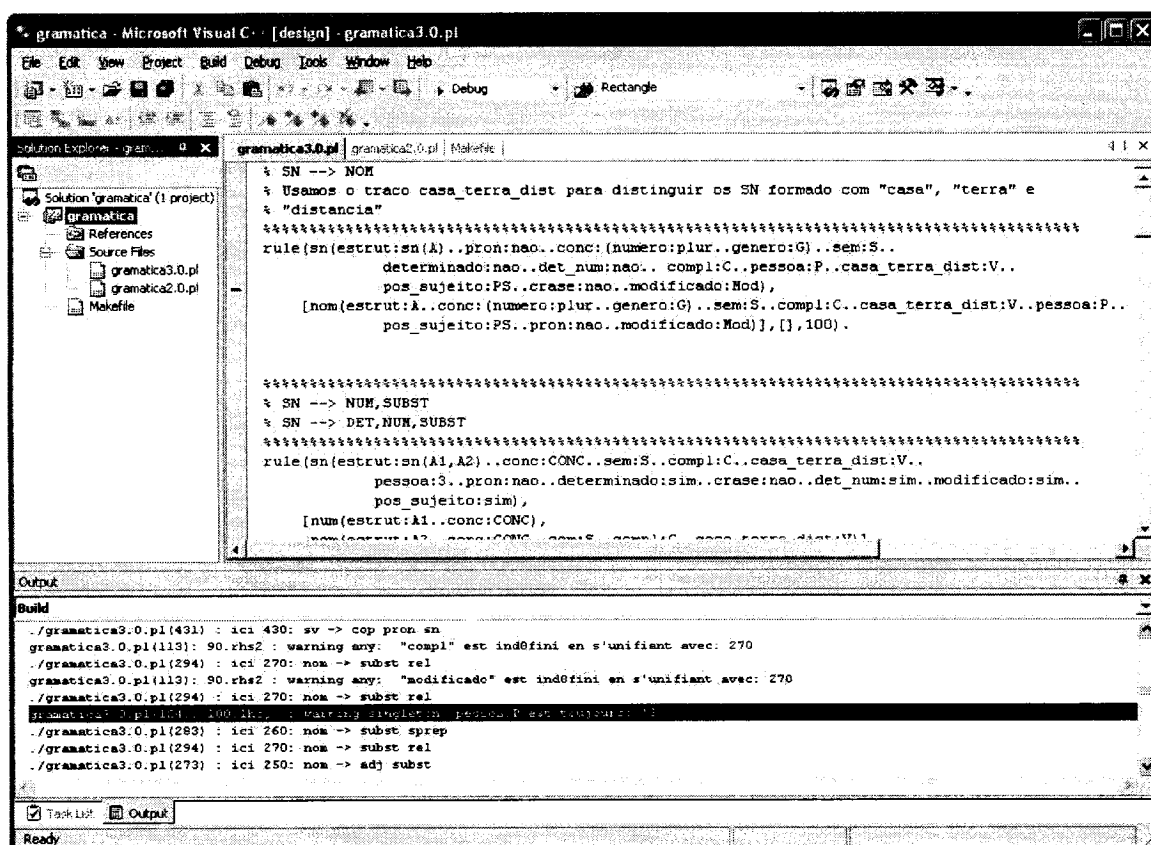 gramatica - Microsoft Visual C++ [design] - gramatica3.0.pl
File Edit View Project Build Debug Tools Window Help
Debug Rectangle
Solution Explorer - gram...
gramatica3.0.pl gramatica2.0.pl Makefile
Solution 'gramatica' (1 project)
gramatica
References
Source Files
gramatica3.0.pl
gramatica2.0.pl
Makefile
% SN --> NOM
% Usamos o traco casa_terra_dist para distinguir os SN formado com "casa", "terra" e
% "distancia"
%%%%%%%%%%%%%%%%%%%%%%%%%%%%%%%%%%%%%%%%%%%%%%%%%%%%%%%%%%%%%%%%%%%%%%%%%%%%%%%%%%%%%%%%
rule(sn(estrut:sn(A)..pron:nao..conc:(numero:plur..genero:G)..sem:S..
determinado:nao..det_num:nao.. compl:C..pessoa:P..casa_terra_dist:V..
pos_sujeito:PS..crase:nao..modificado:Mod),
[nom(estrut:A..conc:(numero:plur..genero:G)..sem:S..compl:C..casa_terra_dist:V..pessoa:P..
pos_sujeito:PS..pron:nao..modificado:Mod)],[],100).
%%%%%%%%%%%%%%%%%%%%%%%%%%%%%%%%%%%%%%%%%%%%%%%%%%%%%%%%%%%%%%%%%%%%%%%%%%%%%%%%%%%%%%%%
% SN --> NUM,SUBST
% SN --> DET,NUM,SUBST
%%%%%%%%%%%%%%%%%%%%%%%%%%%%%%%%%%%%%%%%%%%%%%%%%%%%%%%%%%%%%%%%%%%%%%%%%%%%%%%%%%%%%%%%
rule(sn(estrut:sn(A1,A2)..conc:CONC..sem:S..compl:C..casa_terra_dist:V..
pessoa:3..pron:nao..determinado:sim..crase:nao..det_num:sim..modificado:sim..
pos_sujeito:sim),
[num(estrut:A1..conc:CONC),
Output
Build
./gramatica3.0.pl(431) : ici 430: sv -> cop pron sn
gramatica3.0.pl(113): 90.rhs2 : warning any: "compl" est indéfini en s'unifiant avec: 270
./gramatica3.0.pl(294) : ici 270: nom -> subst rel
gramatica3.0.pl(113): 90.rhs2 : warning any: "modificado" est indéfini en s'unifiant avec: 270
./gramatica3.0.pl(294) : ici 270: nom -> subst rel
warning singleton pessoa:P est toujours
./gramatica3.0.pl(283) : ici 260: nom -> subst sprep
./gramatica3.0.pl(294) : ici 270: nom -> subst rel
./gramatica3.0.pl(273) : ici 250: nom -> adj subst
Task List Output
Ready